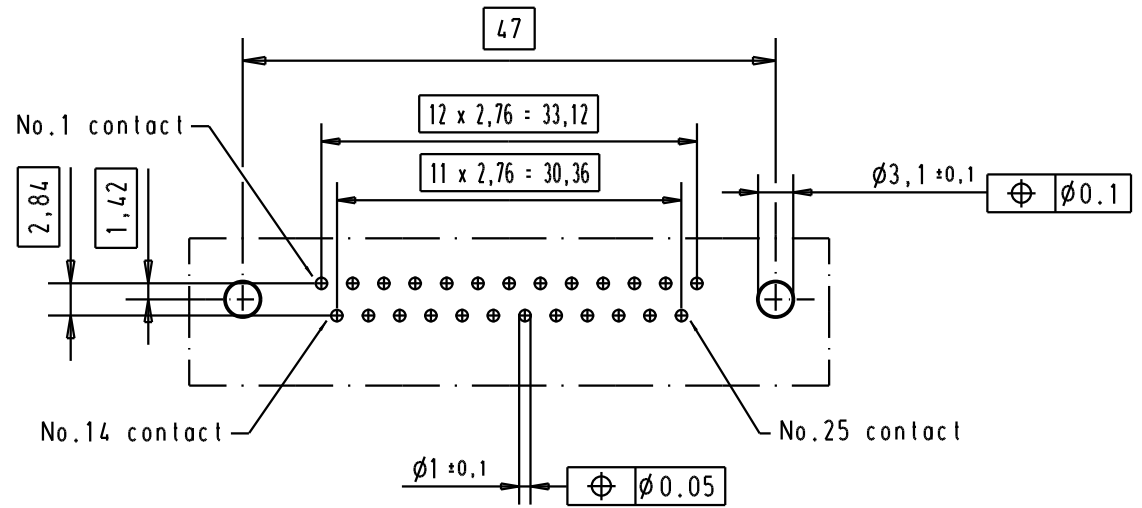 47
12 x 2,76 = 33,12
No.1 contact
11 x 2,76 = 30,36
2,84
1,42
Ø3,1 ±0,1
⌖ Ø0.1
No.14 contact
No.25 contact
Ø1 ±0,1
⌖ Ø0.05